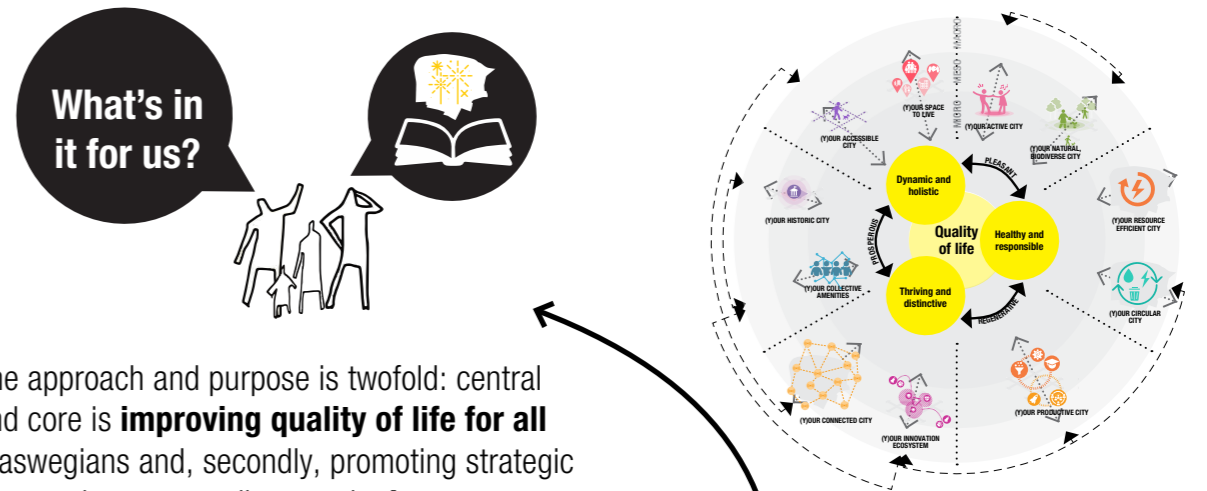 What's in
it for us?
he approach and purpose is twofold: central
nd core is improving quality of life for all
aswegians and, secondly, promoting strategic
MICRO MESO MACRO
(Y)OUR SPACE
TO LIVE
(Y)OUR ACTIVE CITY
(Y)OUR ACCESSIBLE
CITY
(Y)OUR NATURAL,
BIODIVERSE CITY
(Y)OUR HISTORIC CITY
(Y)OUR RESOURCE
EFFICIENT CITY
(Y)OUR COLLECTIVE
AMENITIES
(Y)OUR CIRCULAR
CITY
(Y)OUR CONNECTED CITY
(Y)OUR PRODUCTIVE CITY
(Y)OUR INNOVATION
ECOSYSTEM
Dynamic and
holistic
PLEASANT
Quality
of life
Healthy and
responsible
PROSPEROUS
Thriving and
distinctive
REGENERATIVE